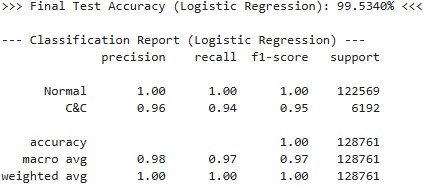 >>> Final Test Accuracy (Logistic Regression): 99.5340% <<<
--- Classification Report (Logistic Regression) ---
precision recall f1-score support
Normal 1.00 1.00 1.00 122569
C&C 0.96 0.94 0.95 6192
accuracy 1.00 128761
macro avg 0.98 0.97 0.97 128761
weighted avg 1.00 1.00 1.00 128761